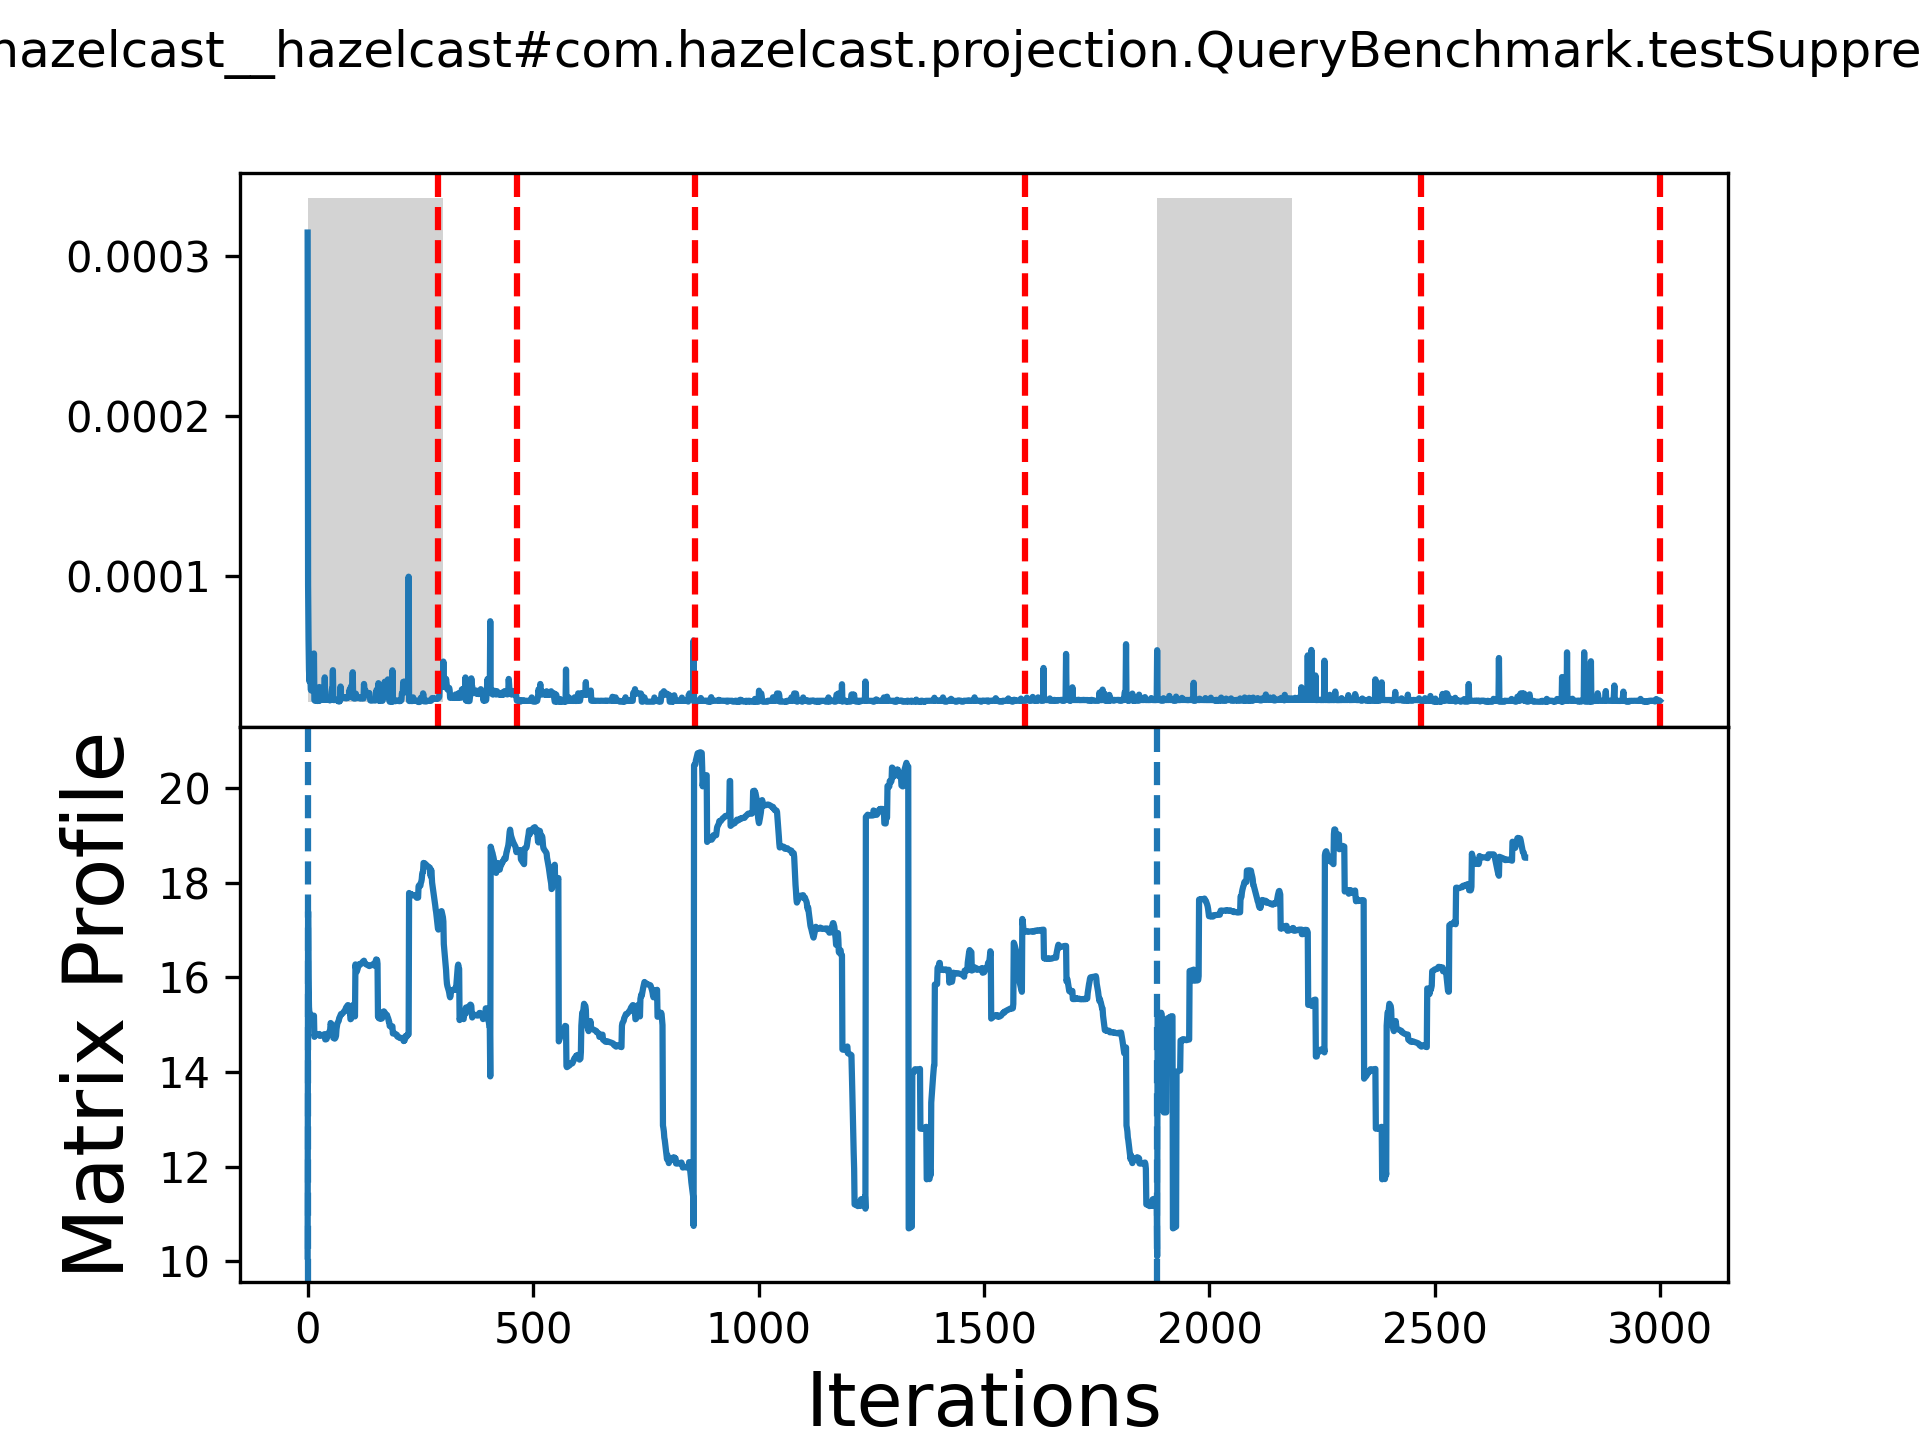 hazelcast__hazelcast#com.hazelcast.projection.QueryBenchmark.testSuppre
0.0003
0.0002
0.0001
Matrix Profile
20
18
16
14
12
10
0 500 1000 1500 2000 2500 3000
Iterations